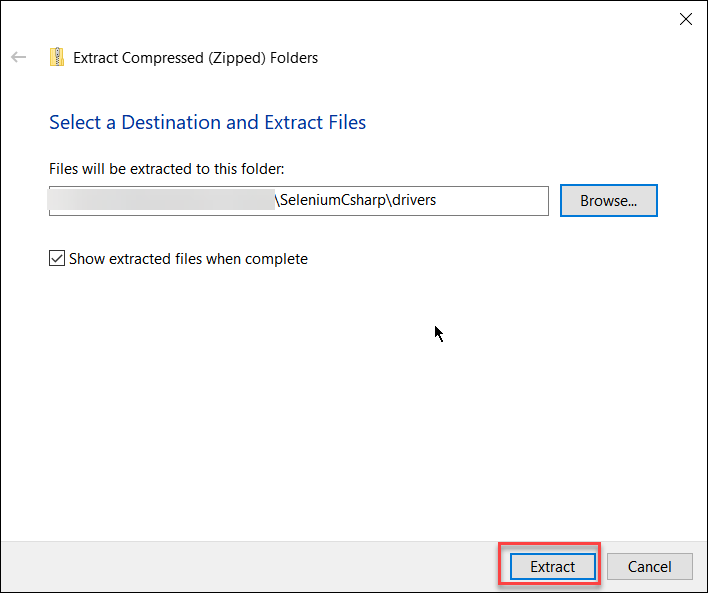 Extract Compressed (Zipped) Folders
Select a Destination and Extract Files
Files will be extracted to this folder:
\SeleniumCsharp\drivers
Browse...
Show extracted files when complete
Extract
Cancel